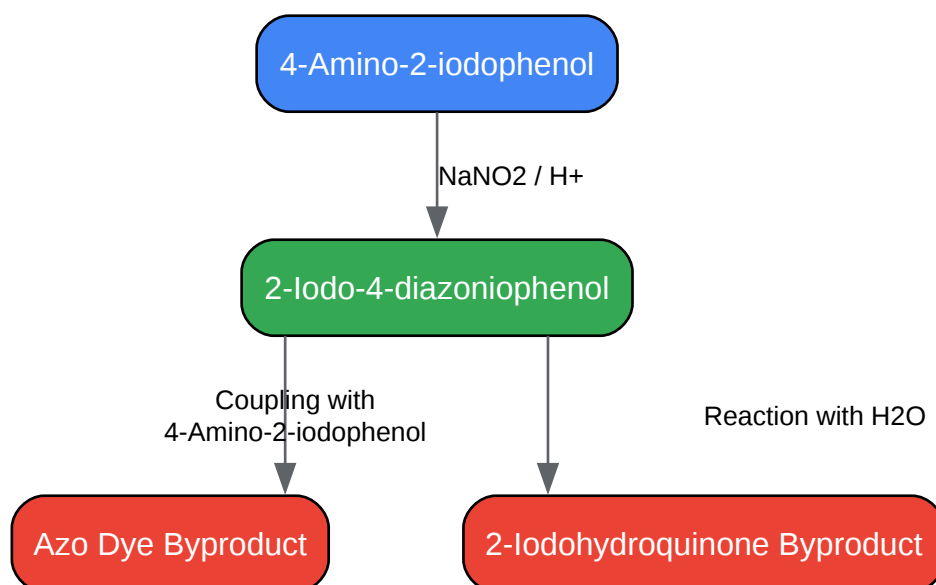 4-Amino-2-iodophenol
NaNO2 / H+
2-Iodo-4-diazoniophenol
Coupling with
4-Amino-2-iodophenol
Reaction with H2O
Azo Dye Byproduct
2-Iodohydroquinone Byproduct